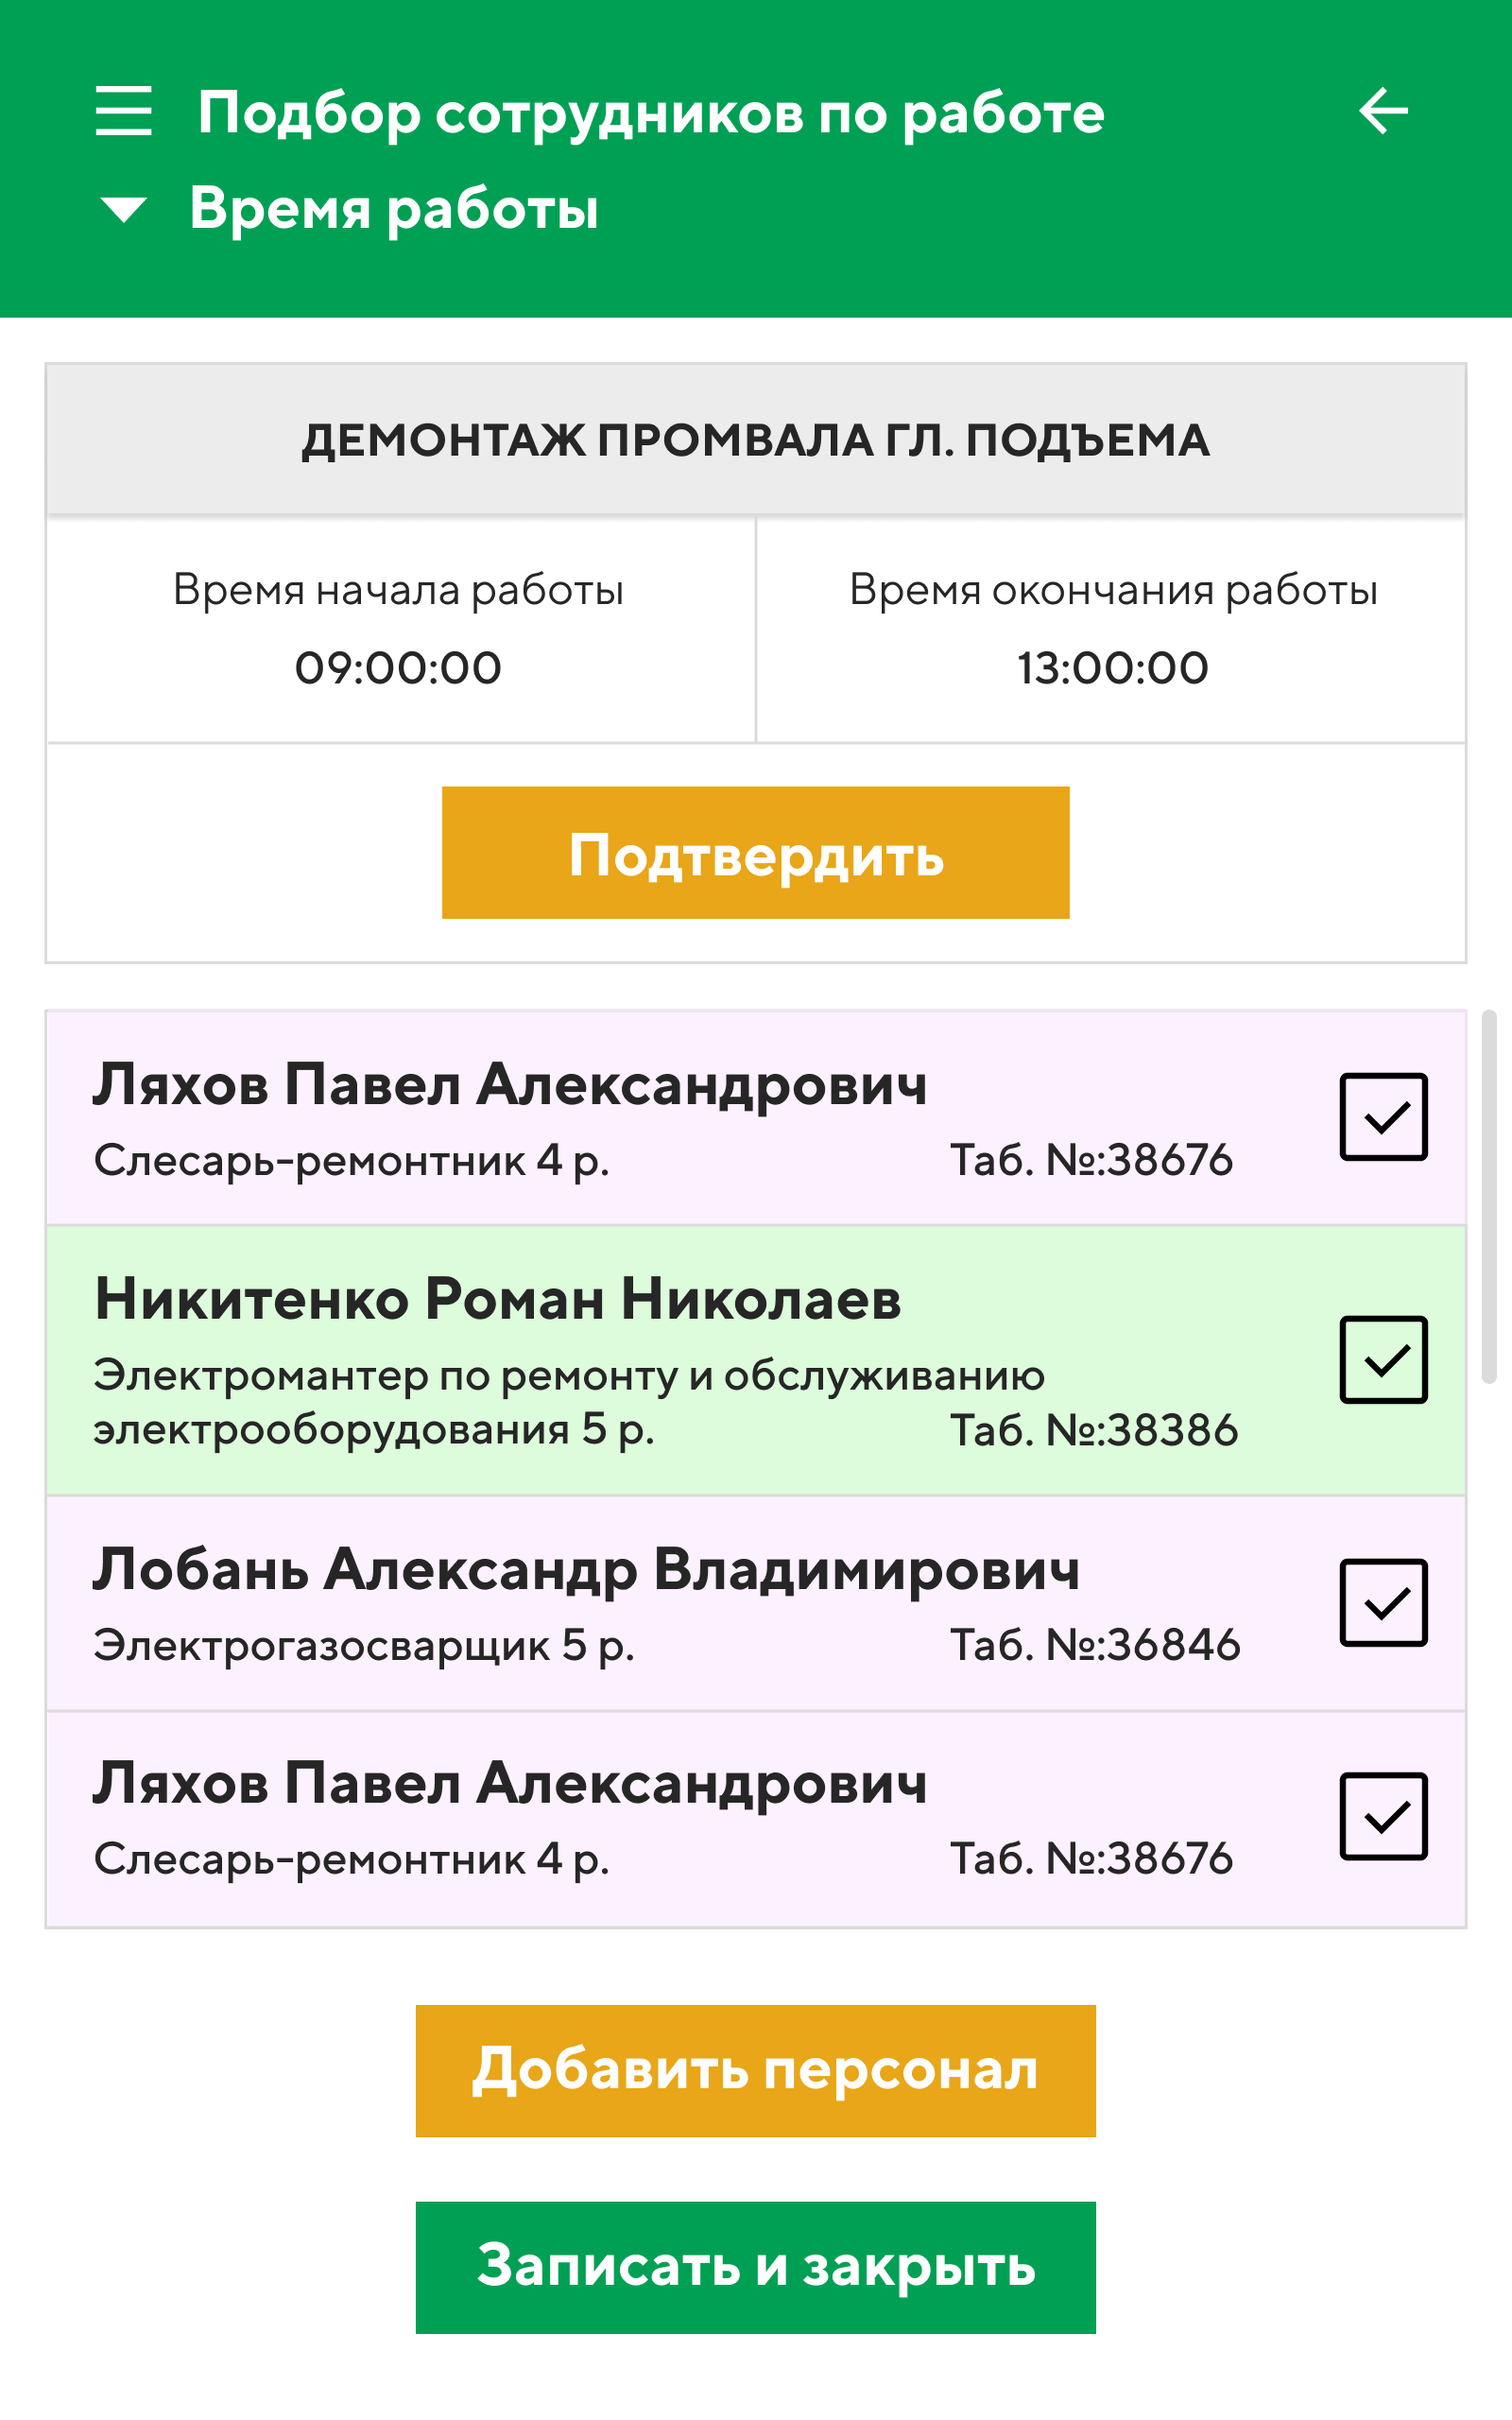 Подбор сотрудников по работе
Время работы
ДЕМОНТАЖ ПРОМВАЛА ГЛ. ПОДЪЕМА
Время начала работы
09:00:00
Время окончания работы
13:00:00
Подтвердить
Ляхов Павел Александрович
Слесарь-ремонтник 4 р. Таб. №:38676
Никитенко Роман Николаев
Электромантер по ремонту и обслуживанию
электрооборудования 5 р. Таб. №:38386
Лобань Александр Владимирович
Электрогазосварщик 5 р. Таб. №:36846
Ляхов Павел Александрович
Слесарь-ремонтник 4 р. Таб. №:38676
Добавить персонал
Записать и закрыть